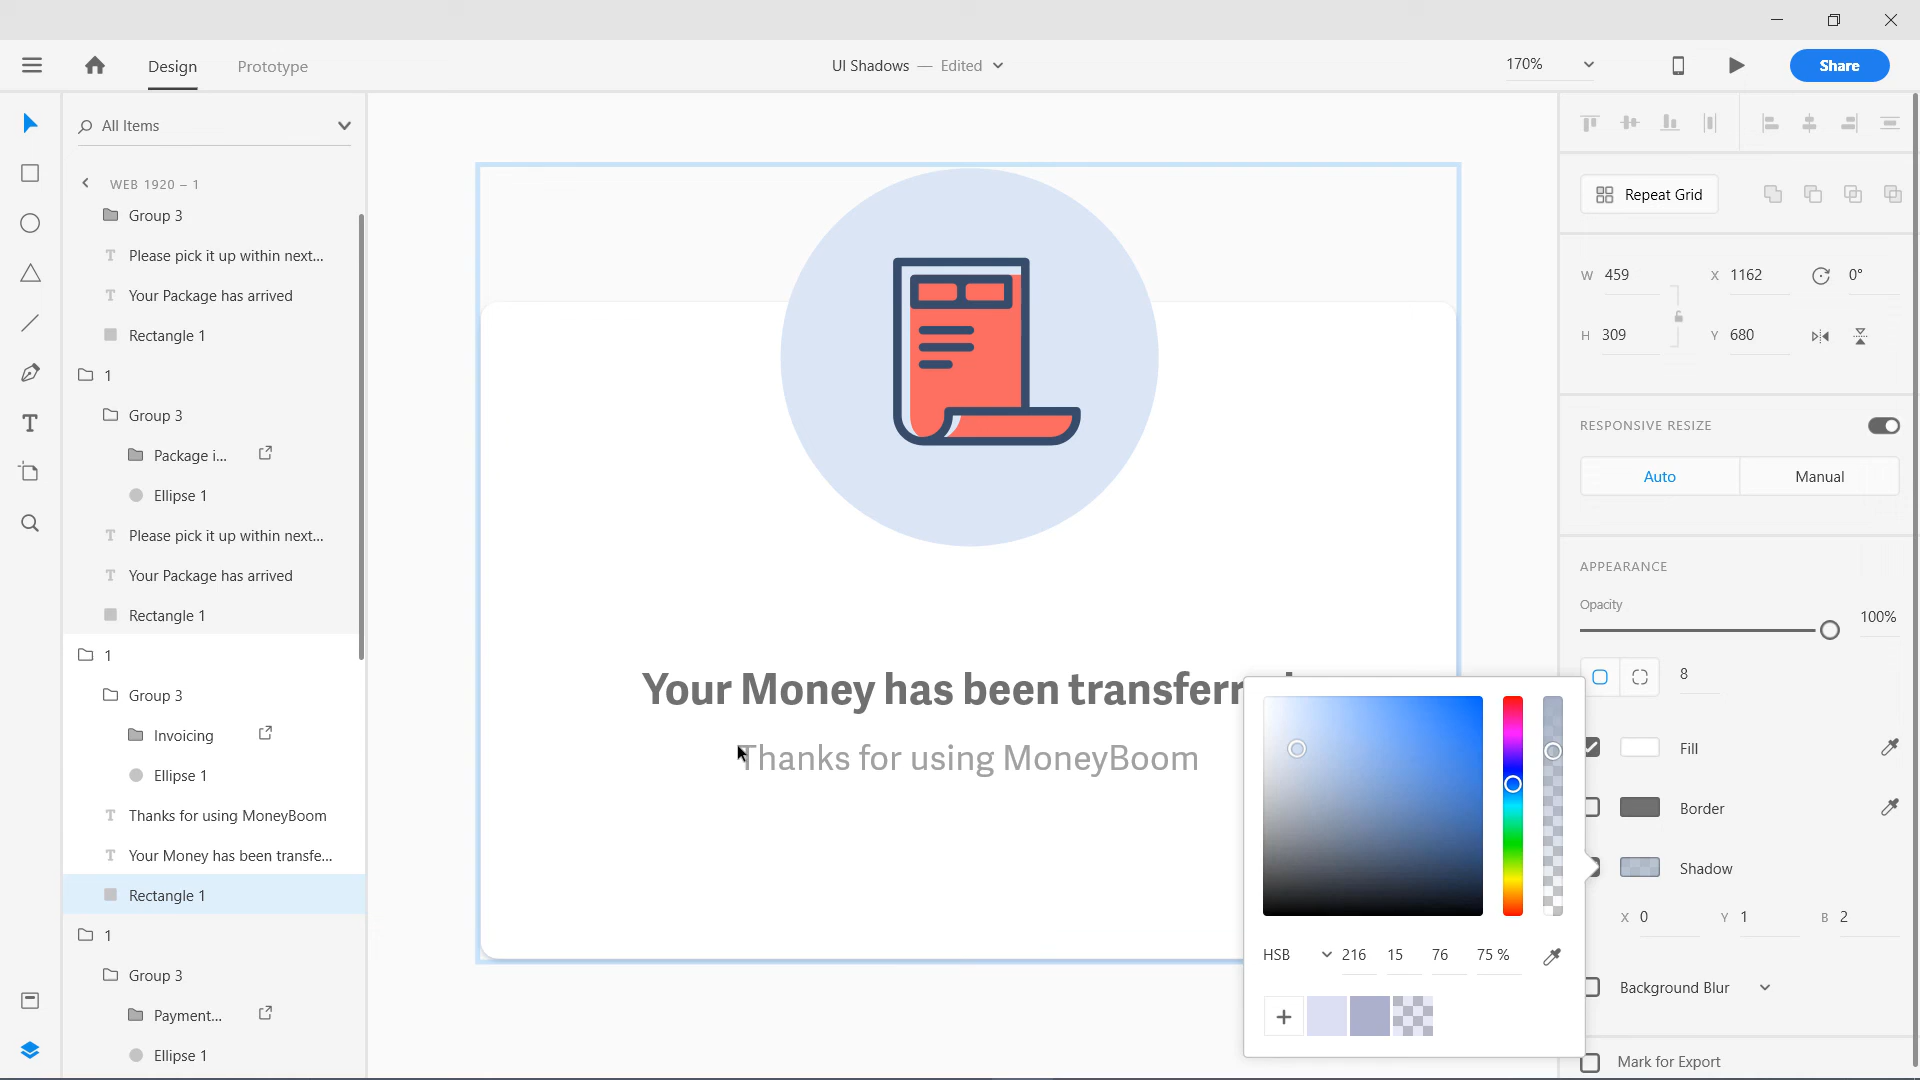 Design
Prototype
UI Shadows — Edited
170%
Share
All Items
WEB 1920 – 1
Group 3
Please pick it up within next...
Your Package has arrived
Rectangle 1
1
Group 3
Package i...
Ellipse 1
Please pick it up within next...
Your Package has arrived
Rectangle 1
1
Group 3
Invoicing
Ellipse 1
Thanks for using MoneyBoom
Your Money has been transfe...
Rectangle 1
1
Group 3
Payment...
Ellipse 1
Your Money has been transferr
Thanks for using MoneyBoom
HSB 216 15 76 75 %
Repeat Grid
W 459 X 1162 0°
H 309 Y 680
RESPONSIVE RESIZE
Auto Manual
APPEARANCE
Opacity
100%
8
Fill
Border
Shadow
X 0 Y 1 B 2
Background Blur
Mark for Export